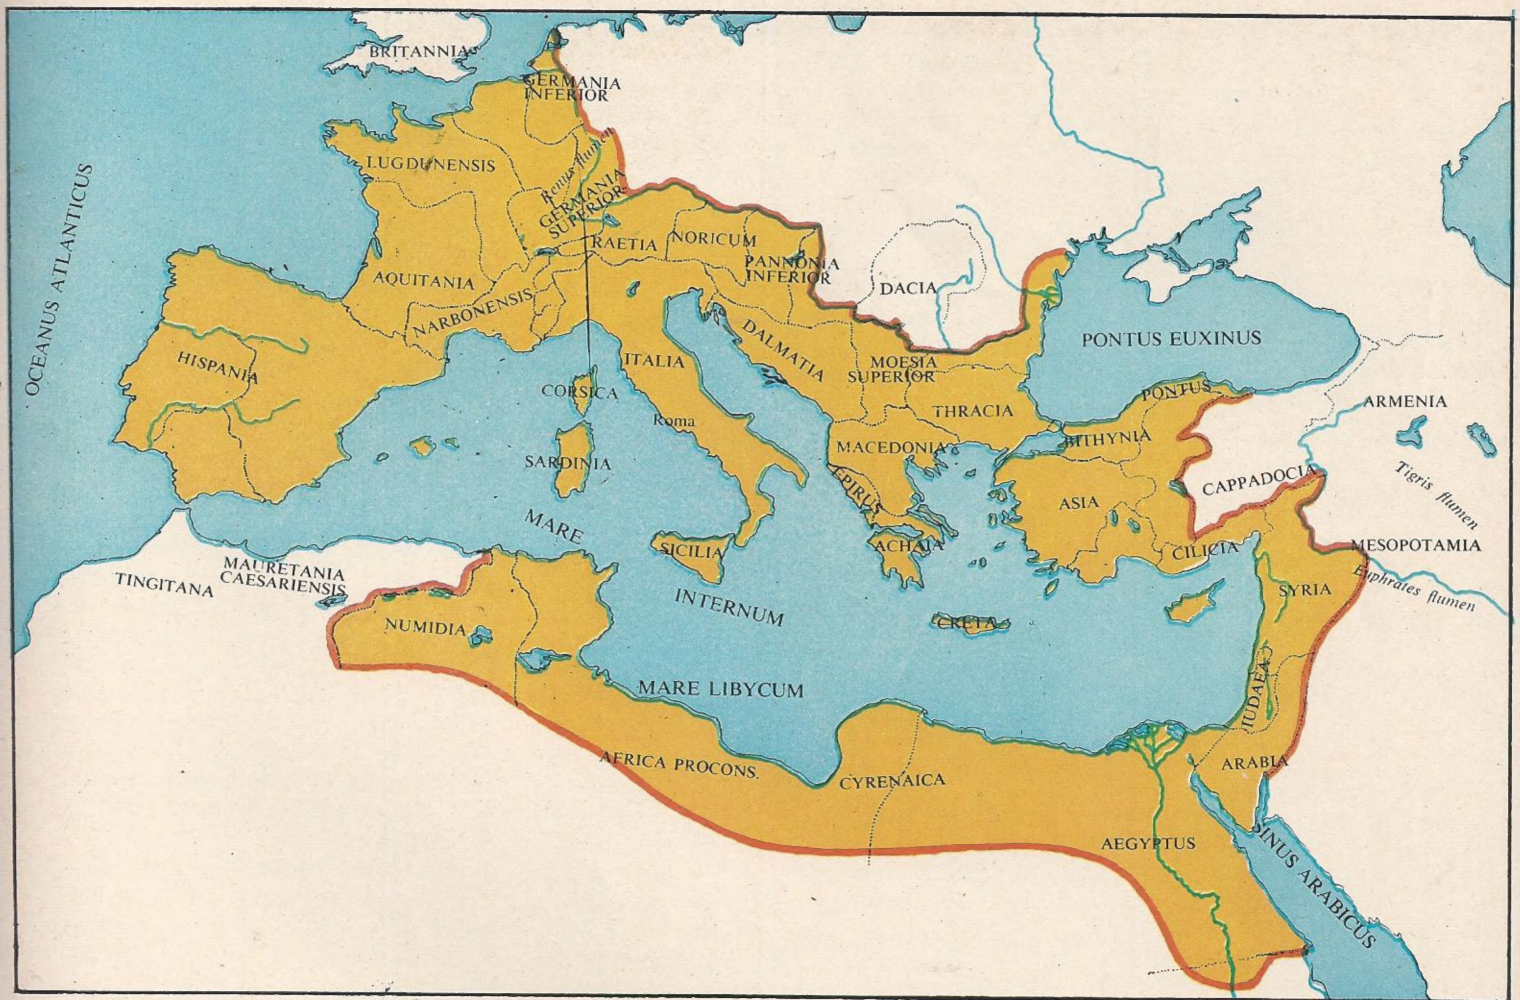 BRITANNIA
GERMANIA
INFERIOR
OCEANUS ATLANTICUS
LUGDUNENSIS
Renus flumen
GERMANIA
SUPERIOR
RAETIA
NORICUM
PANNONIA
INFERIOR
DACIA
AQUITANIA
NARBONENSIS
PONTUS EUXINUS
HISPANIA
ITALIA
DALMATIA
MOESIA
SUPERIOR
CORSICA
PONTUS
ARMENIA
Roma
THRACIA
BITHYNIA
MACEDONIA
SARDINIA
EPIRUS
ASIA
CAPPADOCIA
Tigris flumen
MARE
INTERNUM
SICILIA
ACHAIA
CILICIA
MESOPOTAMIA
Euphrates flumen
TINGITANA
MAURETANIA
CAESARIENSIS
NUMIDIA
CRETA
SYRIA
MARE LIBYCUM
IUDAEA
AFRICA PROCONS.
CYRENAICA
ARABIA
AEGYPTUS
SINUS ARABICUS